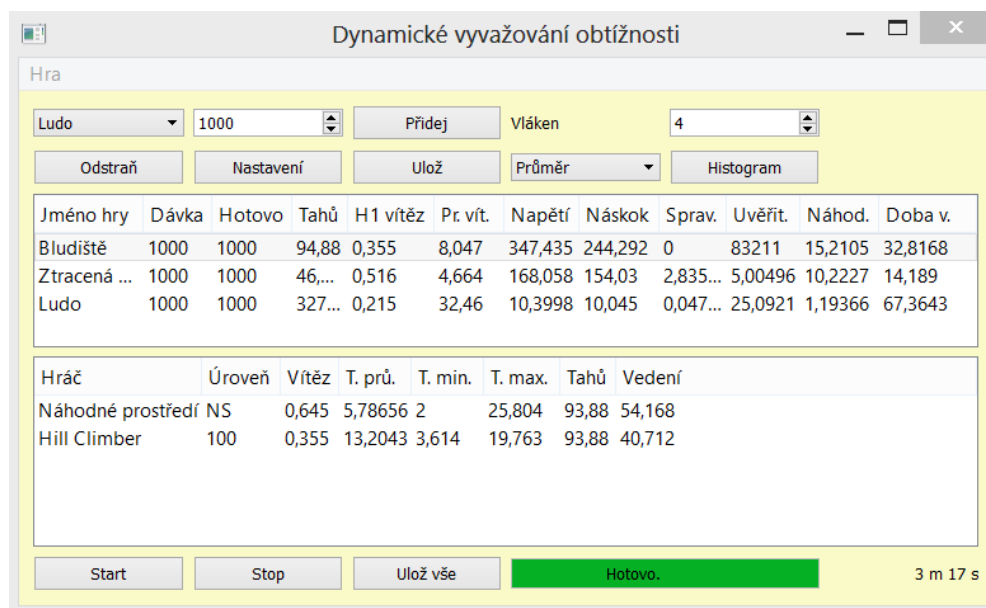 Dynamické vyvažování obtížnosti
Hra
Ludo 1000 Přidej Vláken 4
Odstraň Nastavení Ulož Průměr Histogram
Jméno hry Dávka Hotovo Tahů H1 vítěz Pr. vít. Napětí Náskok Sprav. Uvěřit. Náhod. Doba v.
Bludiště 1000 1000 94,88 0,355 8,047 347,435 244,292 0 83211 15,2105 32,8168
Ztracená ... 1000 1000 46,... 0,516 4,664 168,058 154,03 2,835... 5,00496 10,2227 14,189
Ludo 1000 1000 327... 0,215 32,46 10,3998 10,045 0,047... 25,0921 1,19366 67,3643
Hráč Úroveň Vítěz T. prů. T. min. T. max. Tahů Vedení
Náhodné prostředí NS 0,645 5,78656 2 25,804 93,88 54,168
Hill Climber 100 0,355 13,2043 3,614 19,763 93,88 40,712
Start Stop Ulož vše Hotovo. 3 m 17 s